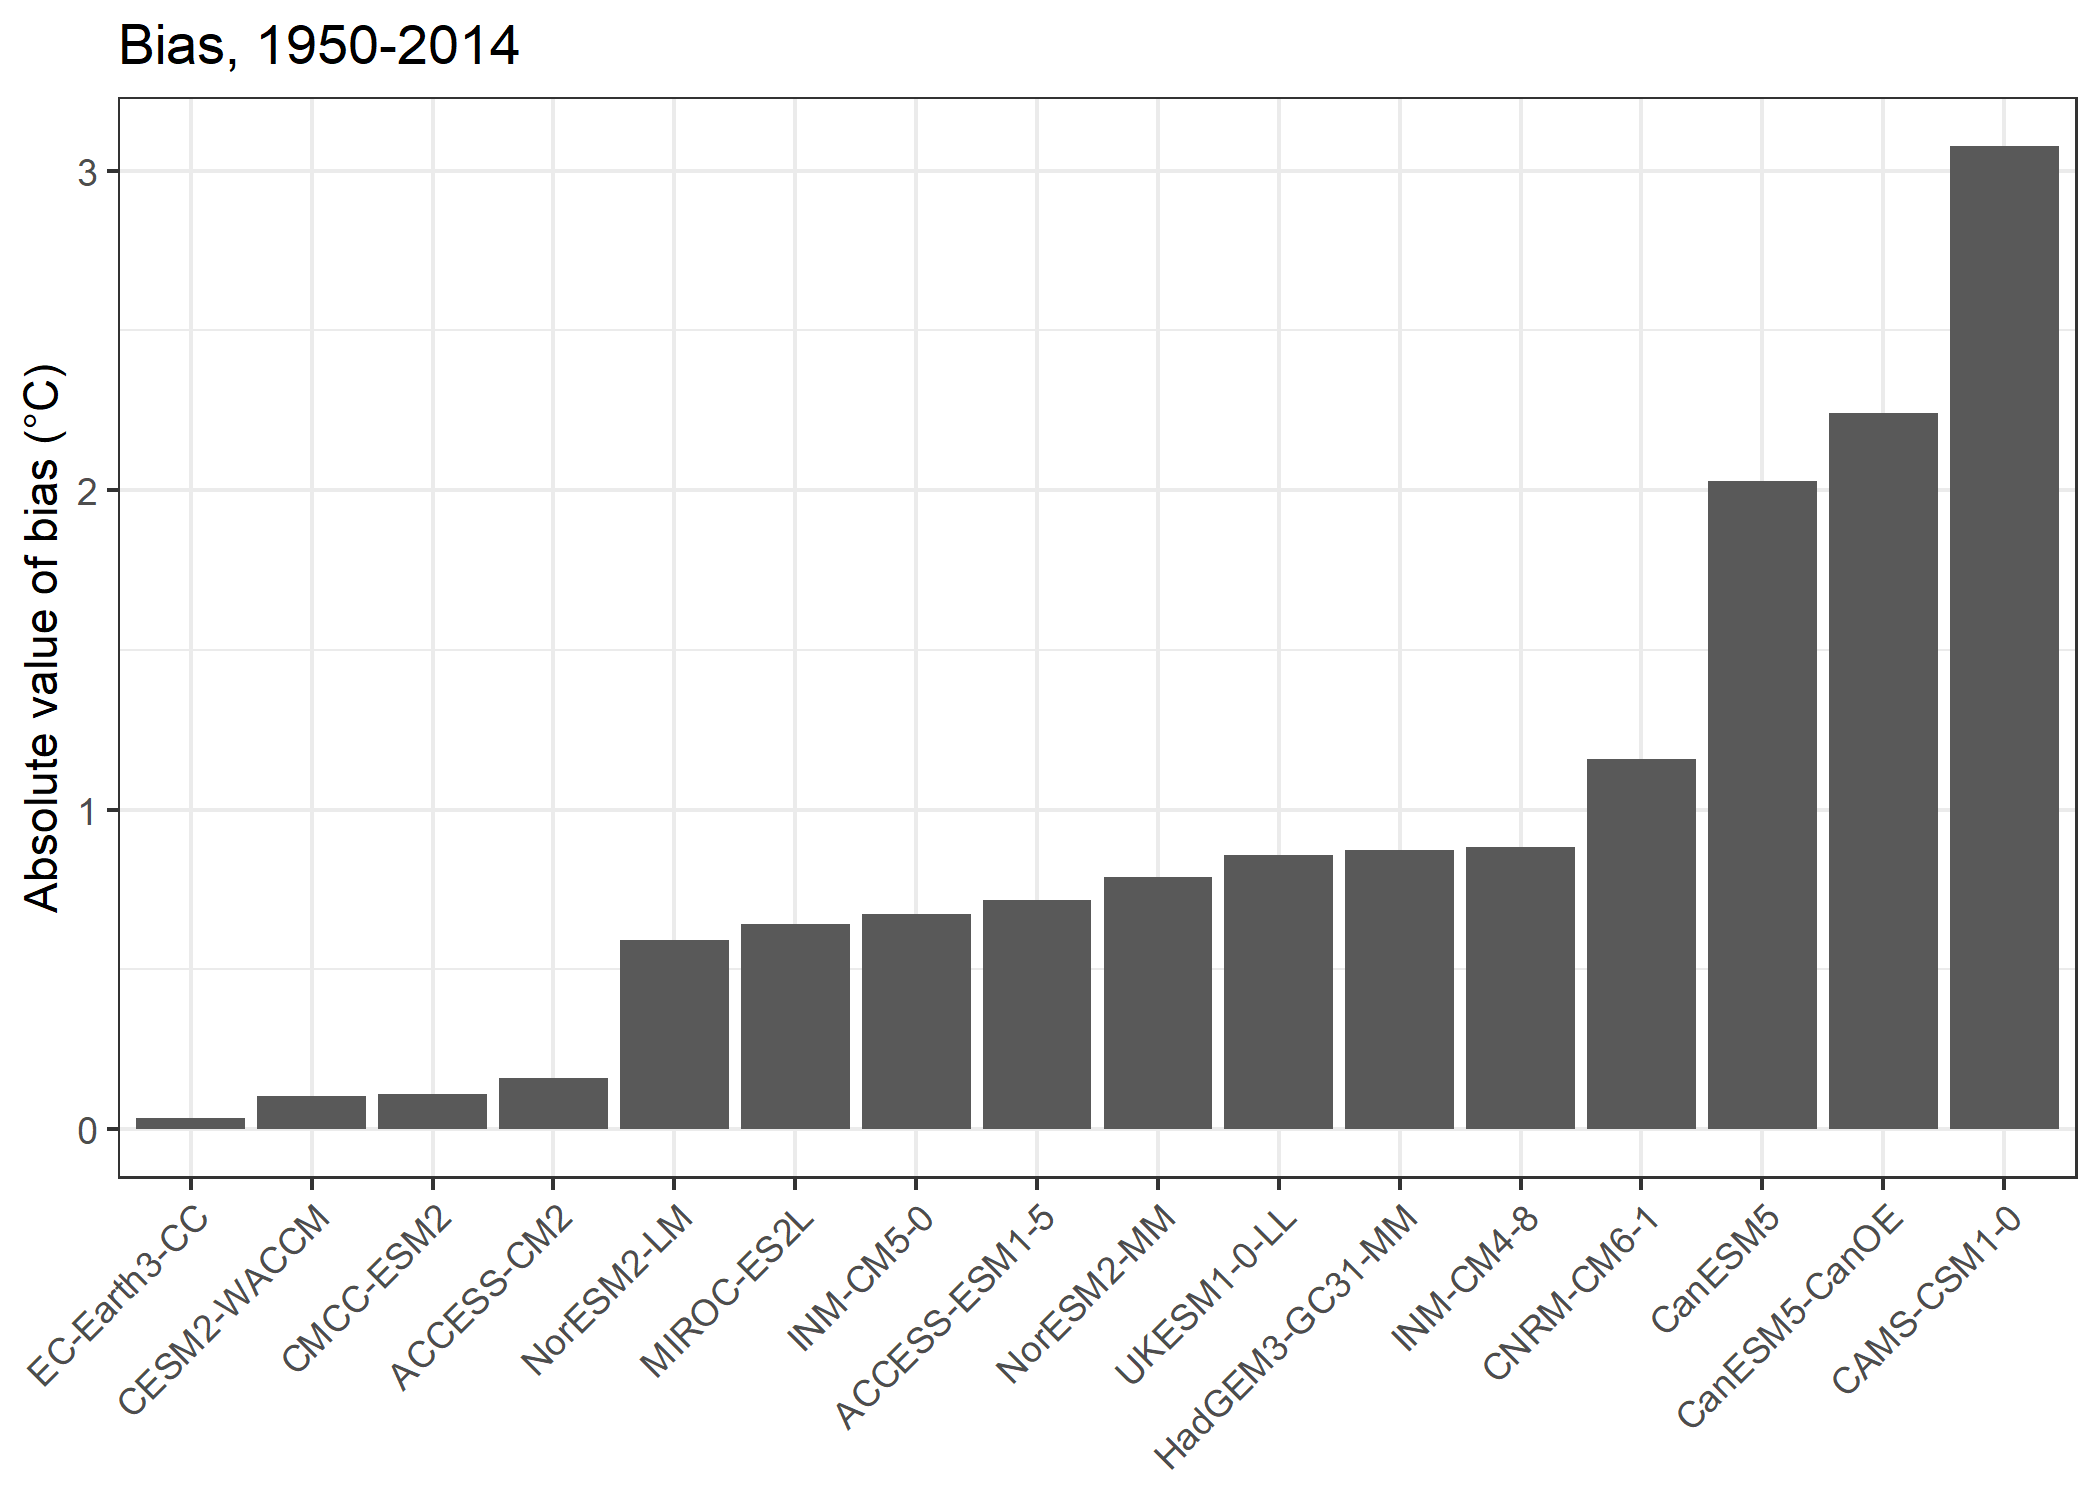 Bias, 1950-2014
Absolute value of bias (°C)
3
2
1
0
EC-Earth3-CC
CESM2-WACCM
CMCC-ESM2
ACCESS-CM2
NorESM2-LM
MIROC-ES2L
INM-CM5-0
ACCESS-ESM1-5
NorESM2-MM
UKESM1-0-LL
HadGEM3-GC31-MM
INM-CM4-8
CNRM-CM6-1
CanESM5
CanESM5-CanOE
CAMS-CSM1-0